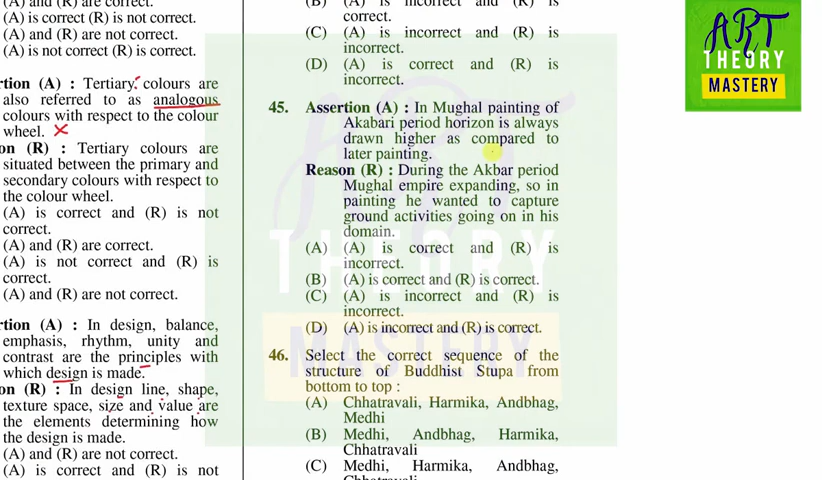 (A) and (R) are correct.
(A) is correct (R) is not correct.
(A) and (R) are not correct.
(A) is not correct (R) is correct.
rtion (A) : Tertiary colours are
also referred to as analogous
colours with respect to the colour
wheel.
on (R) : Tertiary colours are
situated between the primary and
secondary colours with respect to
the colour wheel.
(A) is correct and (R) is not
correct.
(A) and (R) are correct.
(A) is not correct and (R) is
correct.
(A) and (R) are not correct.
rtion (A) : In design, balance,
emphasis, rhythm, unity and
contrast are the principles with
which design is made.
on (R) : In design line, shape,
texture space, size and value are
the elements determining how
the design is made.
(A) and (R) are not correct.
(A) is correct and (R) is not
(B) (A) is incorrect and (R) is
correct.
(C) (A) is incorrect and (R) is
incorrect.
(D) (A) is correct and (R) is
incorrect.
45. Assertion (A) : In Mughal painting of
Akabari period horizon is always
drawn higher as compared to
later painting.
Reason (R) : During the Akbar period
Mughal empire expanding, so in
painting he wanted to capture
ground activities going on in his
domain.
(A) (A) is correct and (R) is
incorrect.
(B) (A) is correct and (R) is correct.
(C) (A) is incorrect and (R) is
incorrect.
(D) (A) is incorrect and (R) is correct.
46. Select the correct sequence of the
structure of Buddhist Stupa from
bottom to top :
(A) Chhatravali, Harmika, Andbhag,
Medhi
(B) Medhi, Andbhag, Harmika,
Chhatravali
(C) Medhi, Harmika, Andbhag,
Chhatravali
ART
THEORY
MASTERY
ART
THEORY
MASTERY